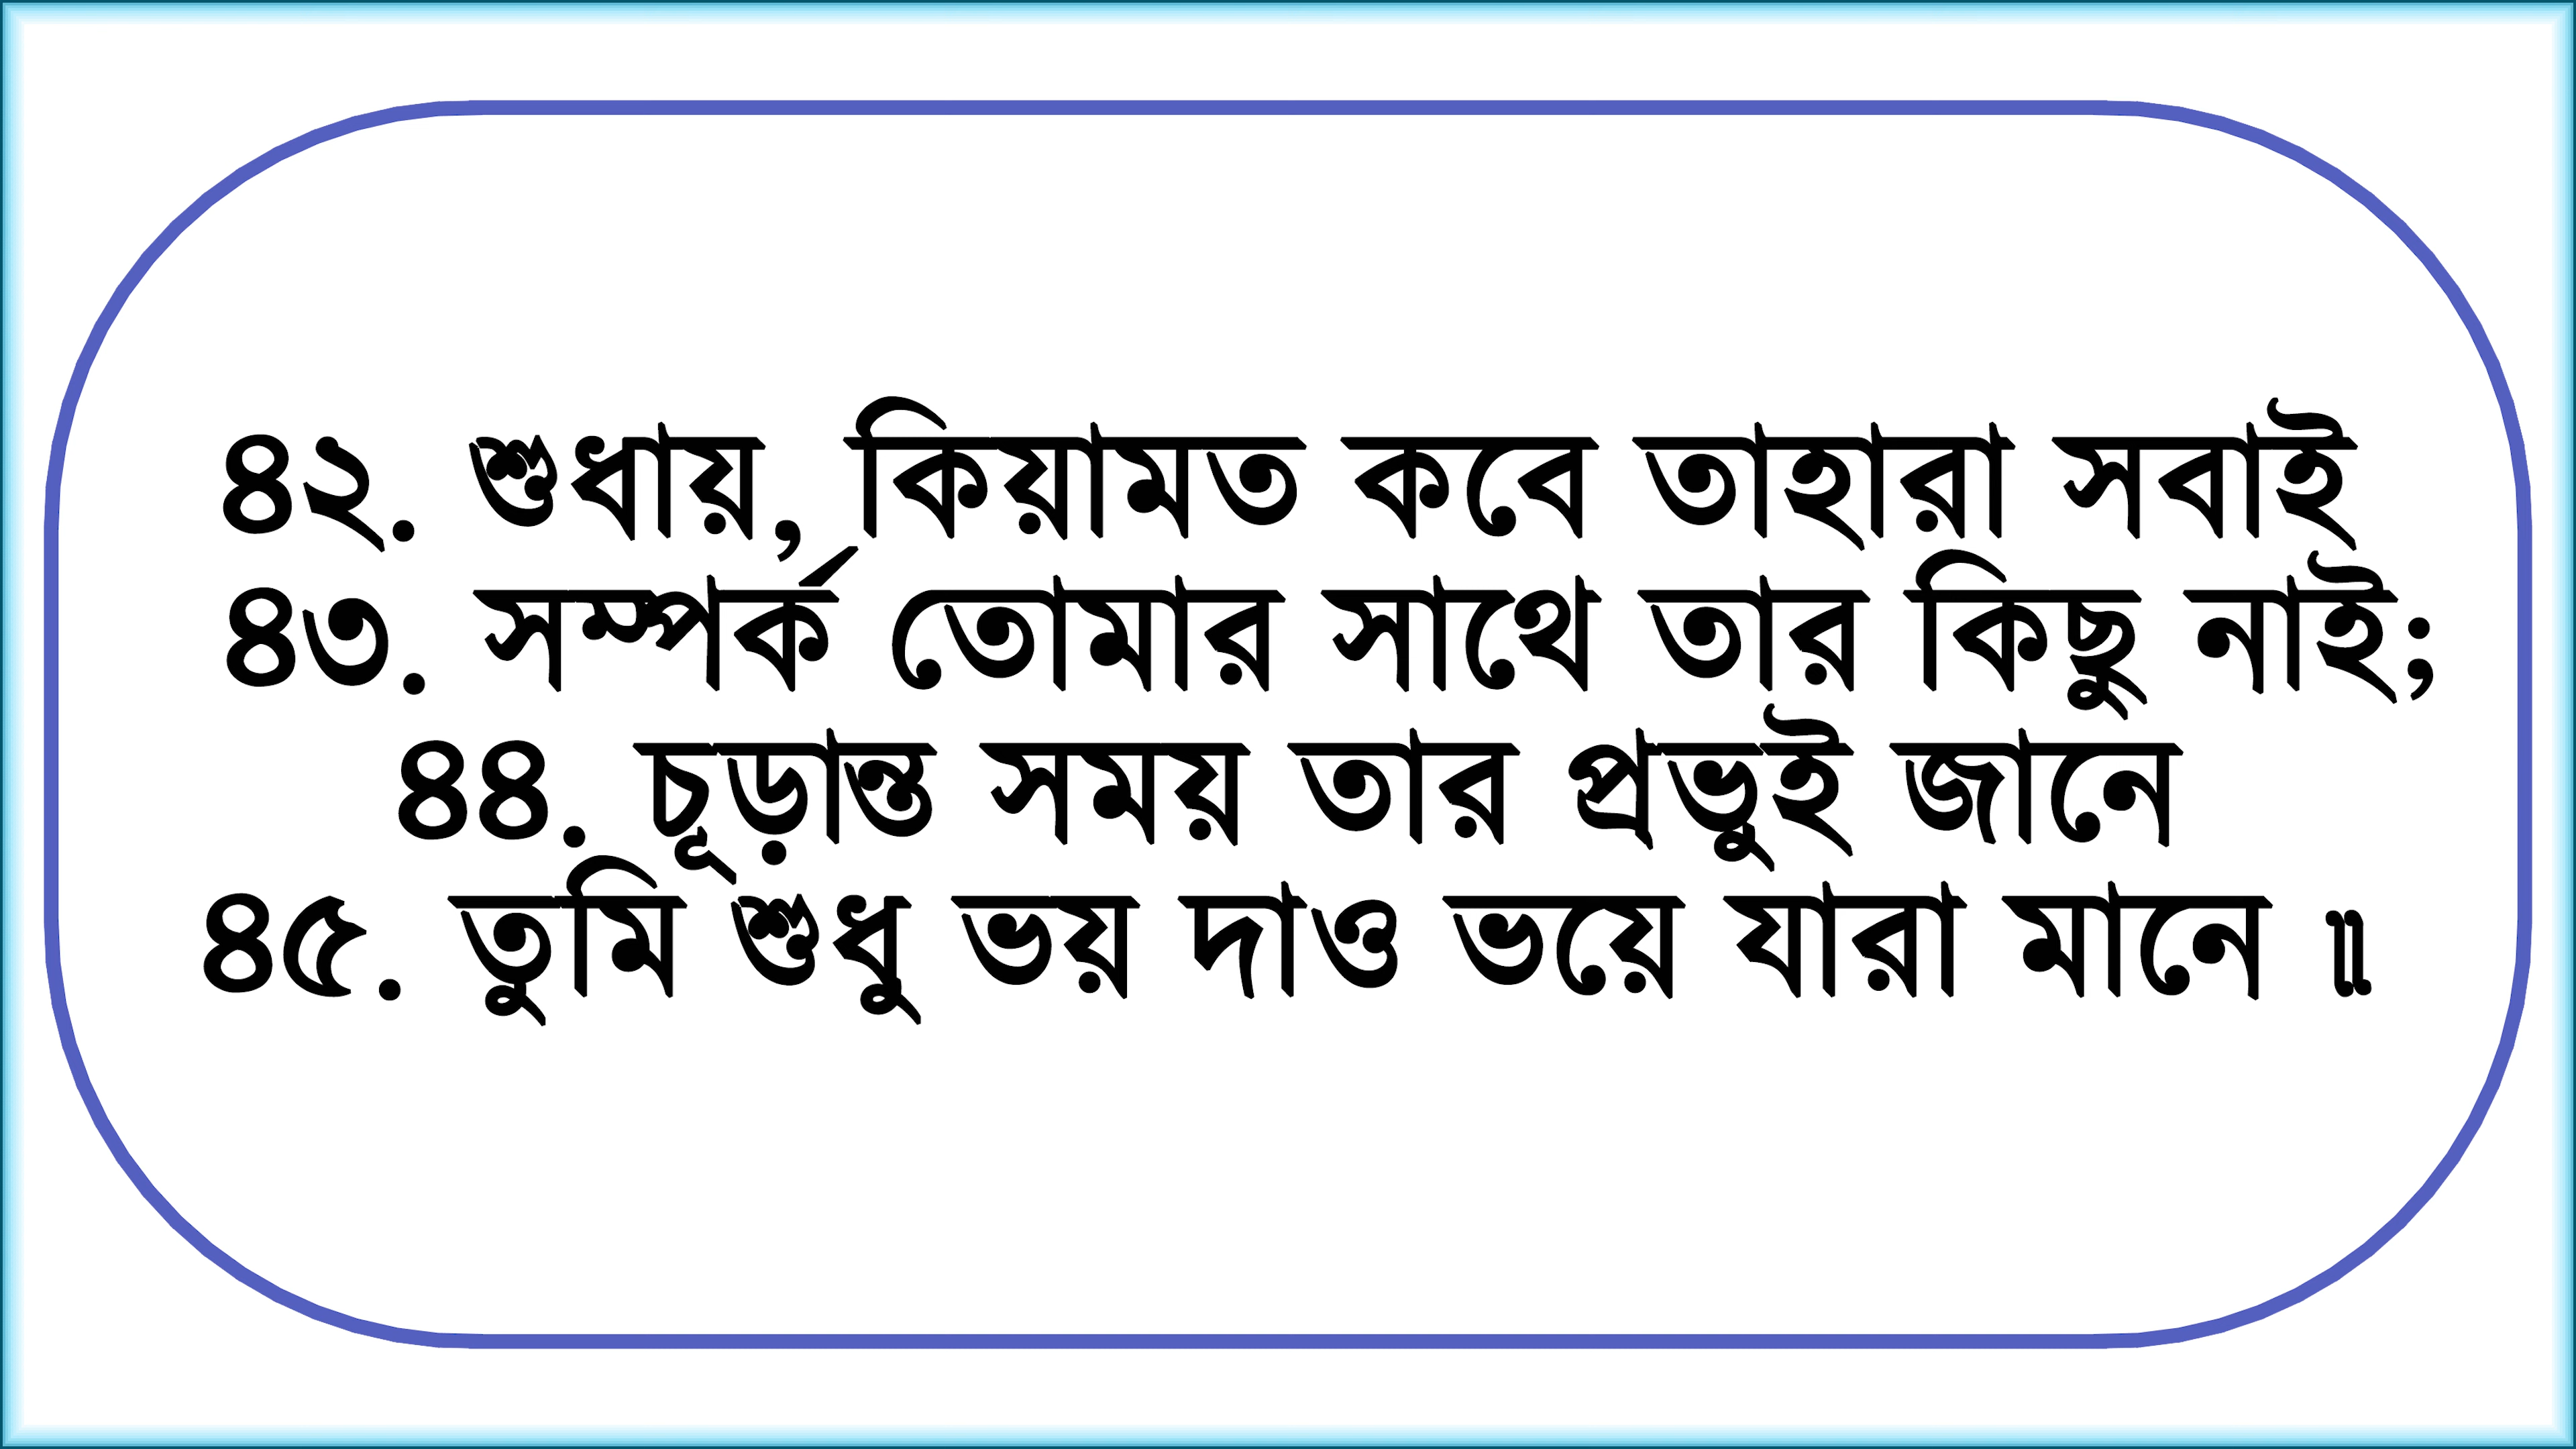 ৪২. শুধায়, কিয়ামত কবে তাহারা সবাই
৪৩. সম্পর্ক তোমার সাথে তার কিছু নাই;
৪৪. চূড়ান্ত সময় তার প্রভুই জানে
৪৫. তুমি শুধু ভয় দাও ভয়ে যারা মানে ॥